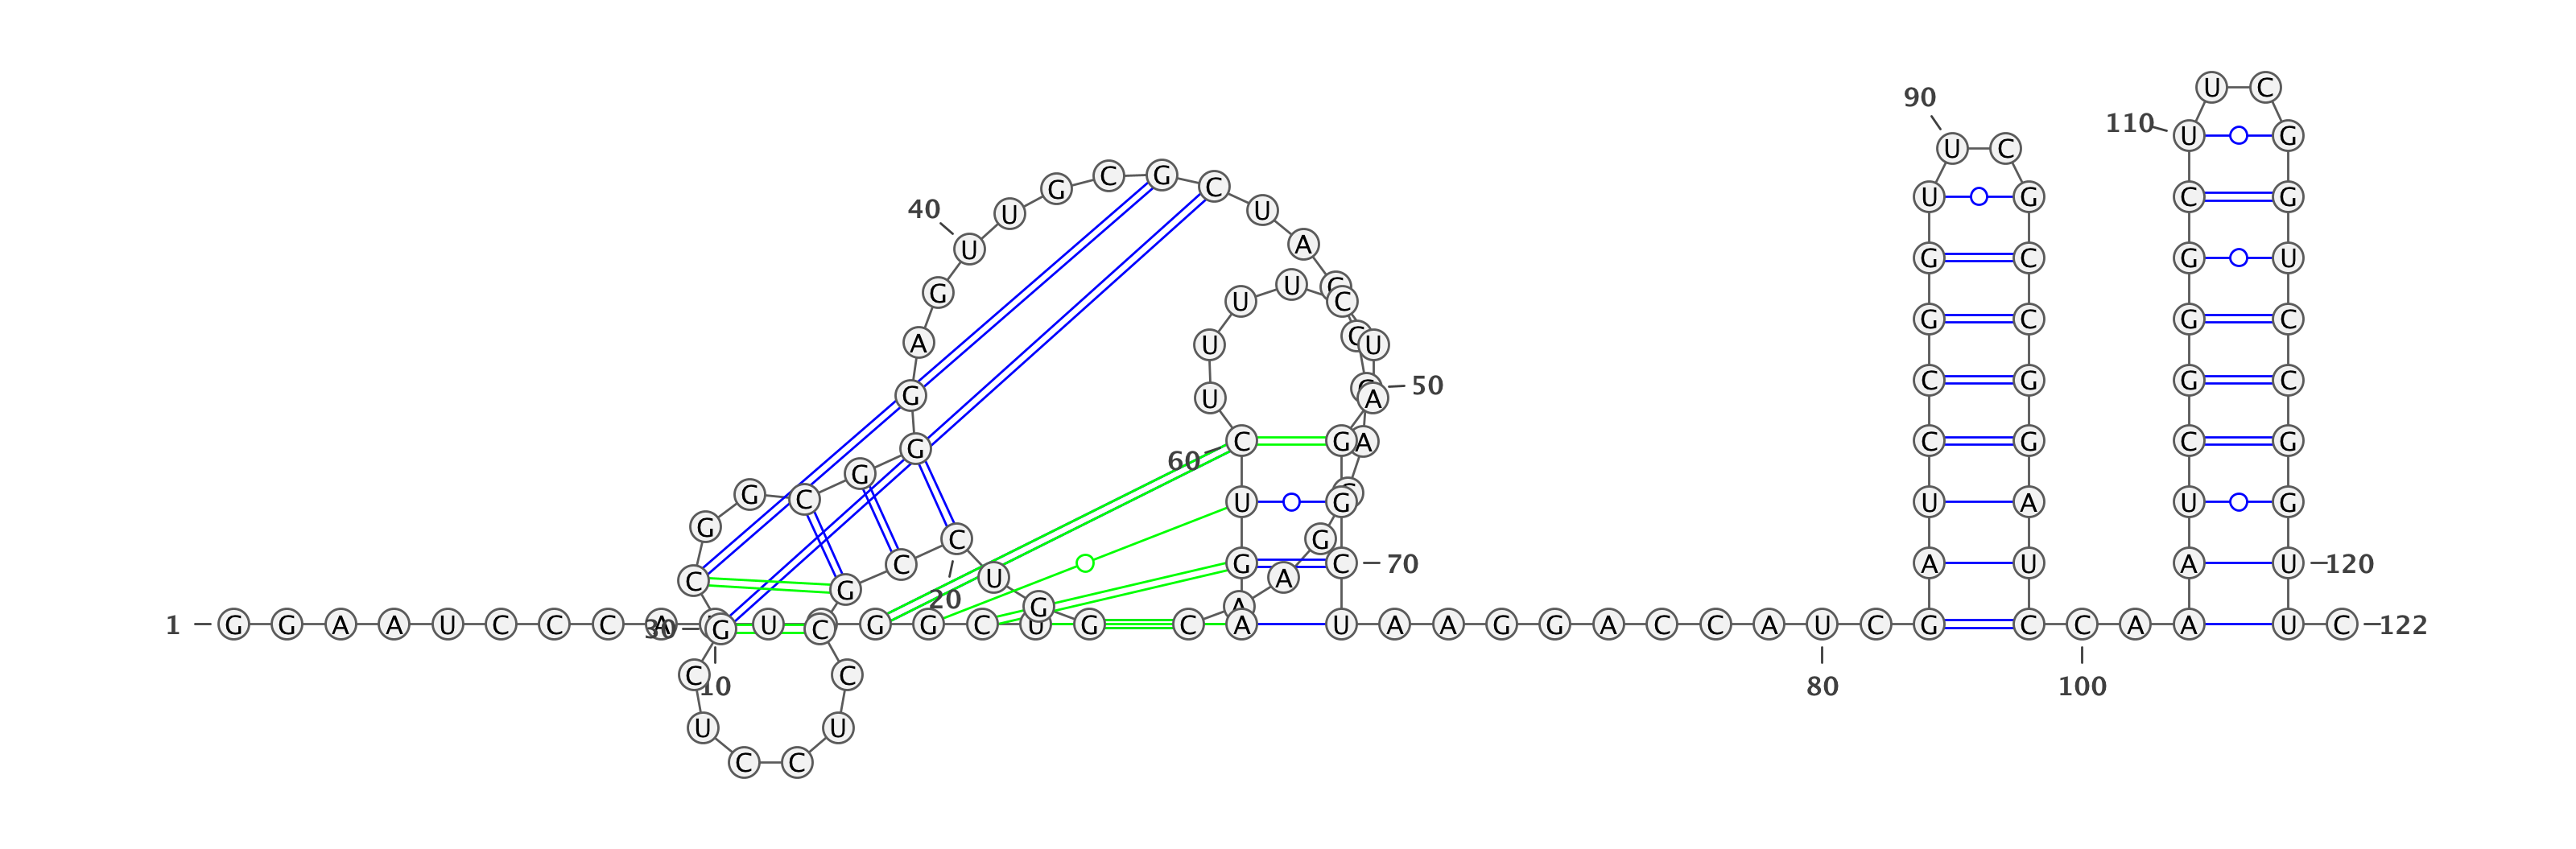 U C
90
110 U G
U C
G C G C
U G C G
40 U U U
U A
G C G U
G U
U C
G C G C
A U C U
C G G C
A 50
G U A
C G A C G C G
60
G G
G C
U G U A U G
G
C G
G C 70 A U A U 120
C C U A
G
20
G A
1 G G A A U C C C A 30 G U C G G C U G C A U A A G G A C C A U C G C C A A U C 122
C C
10 80 100
U U
C C